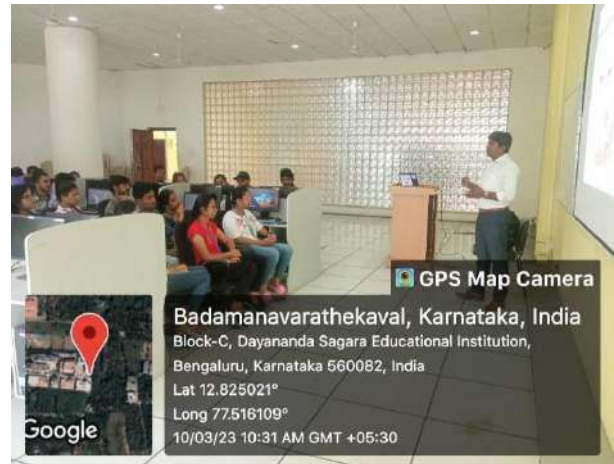 GPS Map Camera
Badamanavarathekaval, Karnataka, India
Block-C, Dayananda Sagara Educational Institution,
Bengaluru, Karnataka 560082, India
Lat 12.825021°
Long 77.516109°
10/03/23 10:31 AM GMT +05:30
Google